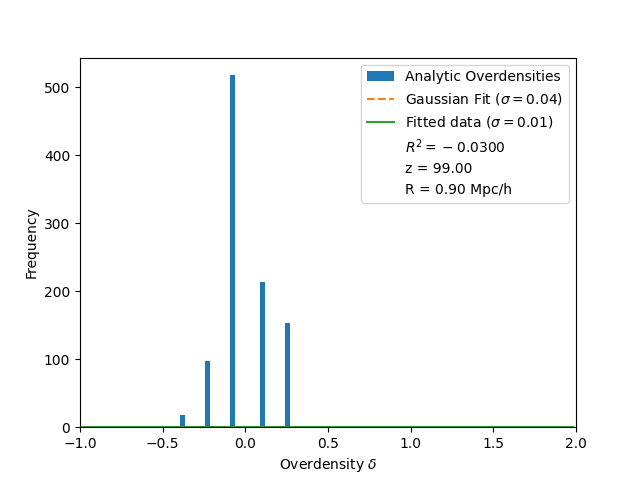 500
400
300
200
100
0
Frequency
−1.0 −0.5 0.0 0.5 1.0 1.5 2.0
Overdensity δ
Analytic Overdensities
Gaussian Fit (σ = 0.04)
Fitted data (σ = 0.01)
R² = − 0.0300
z = 99.00
R = 0.90 Mpc/h